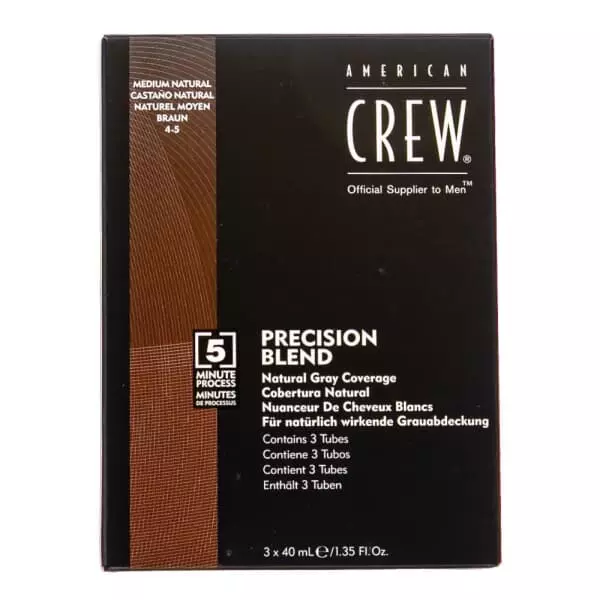 MEDIUM NATURAL
CASTAÑO NATURAL
NATUREL MOYEN
BRAUN
4-5
AMERICAN
CREW®
Official Supplier to Men™
5
MINUTE
PROCESS
MINUTES
DE PROCESSUS
PRECISION
BLEND
Natural Gray Coverage
Cobertura Natural
Nuanceur De Cheveux Blancs
Für natürlich wirkende Grauabdeckung
Contains 3 Tubes
Contiene 3 Tubos
Contient 3 Tubes
Enthält 3 Tuben
3 x 40 mL℮/1.35 Fl.Oz.